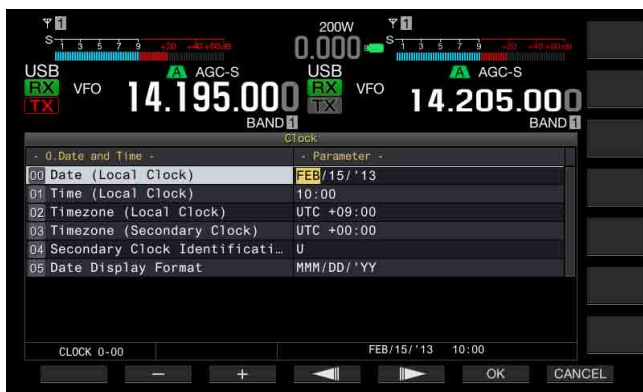 1 200W 1
S 1 3 5 7 9 +20 +40 +60dB 0.000 S 1 3 5 7 9 +20 +40 +60dB
USB A AGC-S USB A AGC-S
RX VFO 14.195.000 RX VFO 14.205.000
TX TX
BAND 1 BAND 1
Clock
- 0.Date and Time - - Parameter -
00 Date (Local Clock) FEB/15/'13
01 Time (Local Clock) 10:00
02 Timezone (Local Clock) UTC +09:00
03 Timezone (Secondary Clock) UTC +00:00
04 Secondary Clock Identificati... U
05 Date Display Format MMM/DD/'YY
CLOCK 0-00 FEB/15/'13 10:00
- + OK CANCEL